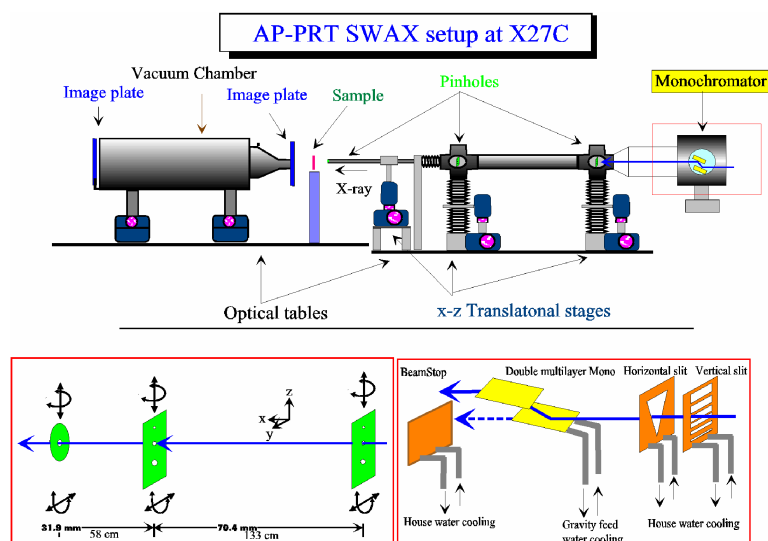 AP-PRT SWAX setup at X27C
Vacuum Chamber
Image plate
Image plate
Sample
Pinholes
Monochromator
X-ray
Optical tables
x-z Translatonal stages
z
x
y
31.9 mm
58 cm
70.4 mm
133 cm
BeamStop
Double multilayer Mono
Horizontal slit
Vertical slit
House water cooling
Gravity feed
water cooling
House water cooling